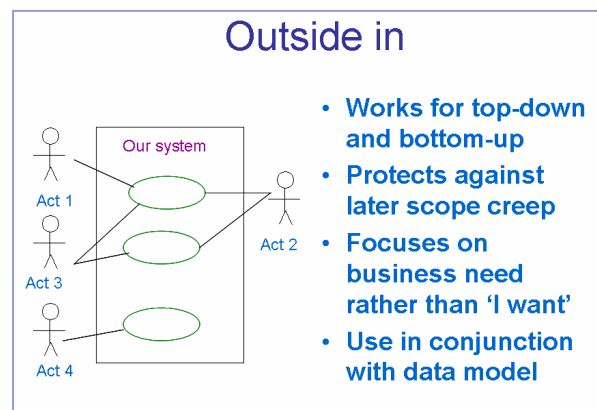 Outside in
Our system
Act 1
Act 2
Act 3
Act 4
• Works for top-down
and bottom-up
• Protects against
later scope creep
• Focuses on
business need
rather than ‘I want’
• Use in conjunction
with data model